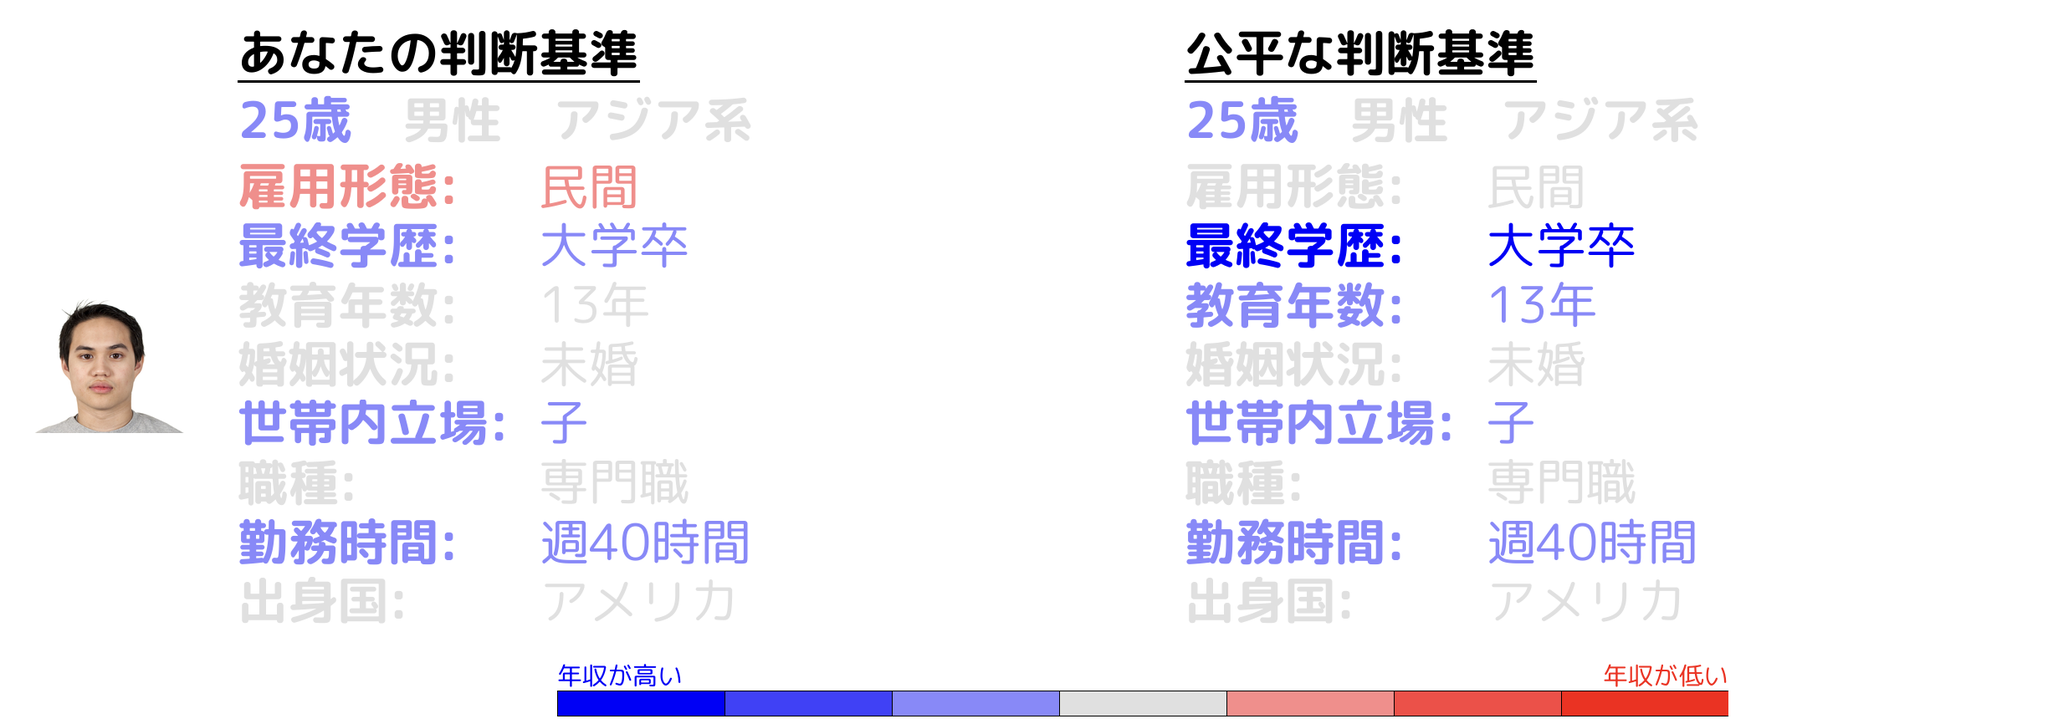 あなたの判断基準
25歳 男性 アジア系
雇用形態: 民間
最終学歴: 大学卒
教育年数: 13年
婚姻状況: 未婚
世帯内立場: 子
職種: 専門職
勤務時間: 週40時間
出身国: アメリカ
公平な判断基準
25歳 男性 アジア系
雇用形態: 民間
最終学歴: 大学卒
教育年数: 13年
婚姻状況: 未婚
世帯内立場: 子
職種: 専門職
勤務時間: 週40時間
出身国: アメリカ
年収が高い
年収が低い